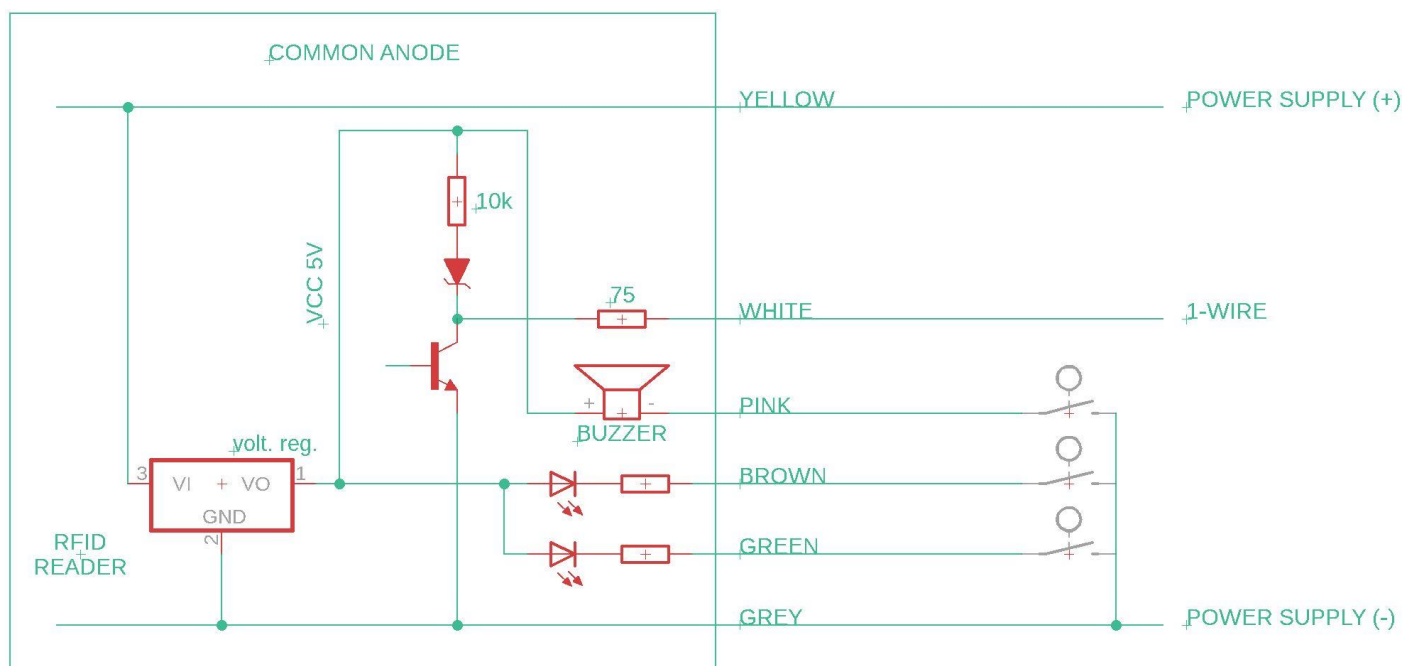 COMMON ANODE
YELLOW
POWER SUPPLY (+)
10k
VCC 5V
75
WHITE
1-WIRE
+
-
PINK
BUZZER
volt. reg.
3
VI
VO
1
BROWN
GND
2
RFID
READER
GREEN
GREY
POWER SUPPLY (-)